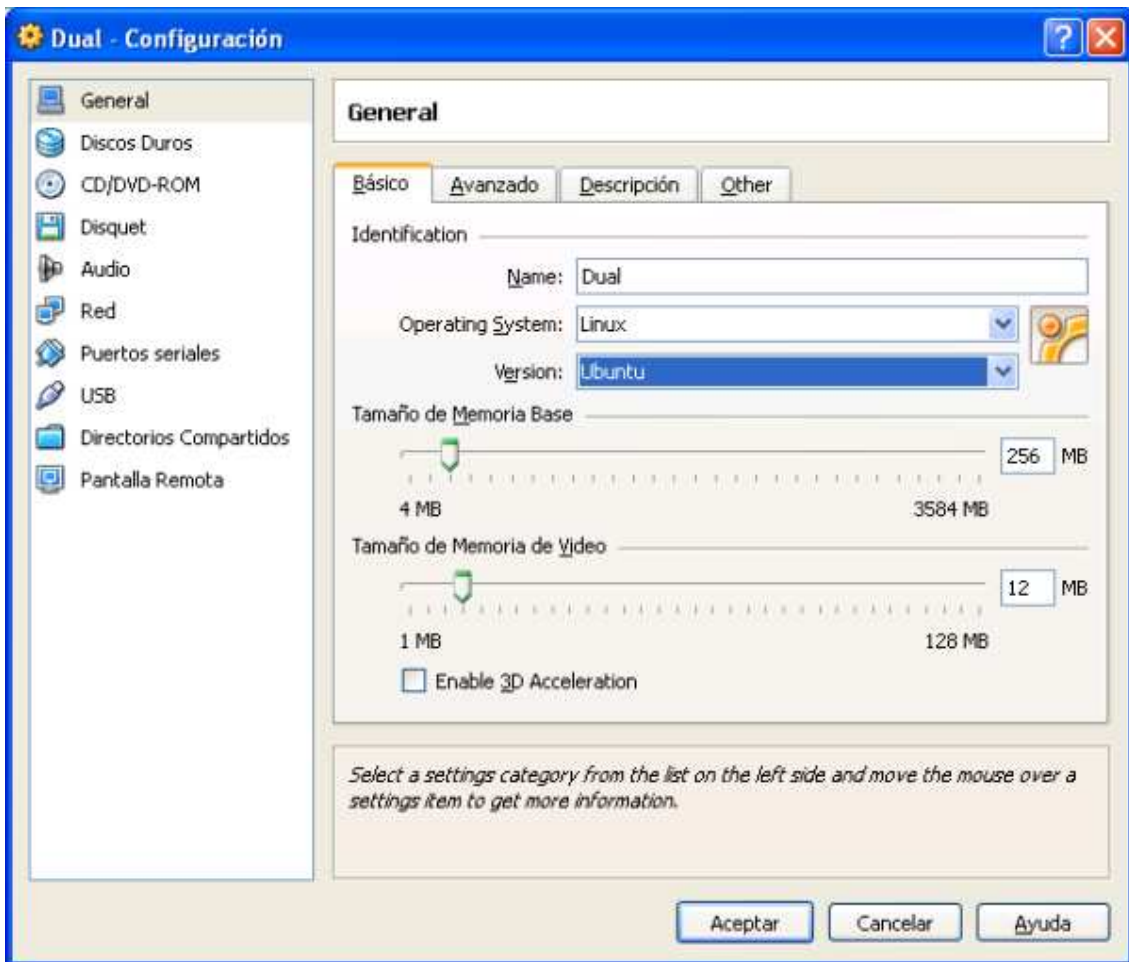 Dual - Configuración
General
Discos Duros
CD/DVD-ROM
Disquet
Audio
Red
Puertos seriales
USB
Directorios Compartidos
Pantalla Remota
General
Básico Avanzado Descripción Other
Identification
Name: Dual
Operating System: Linux
Version: Ubuntu
Tamaño de Memoria Base
256 MB
4 MB 3584 MB
Tamaño de Memoria de Video
12 MB
1 MB 128 MB
Enable 3D Acceleration
Select a settings category from the list on the left side and move the mouse over a
settings item to get more information.
Aceptar Cancelar Ayuda